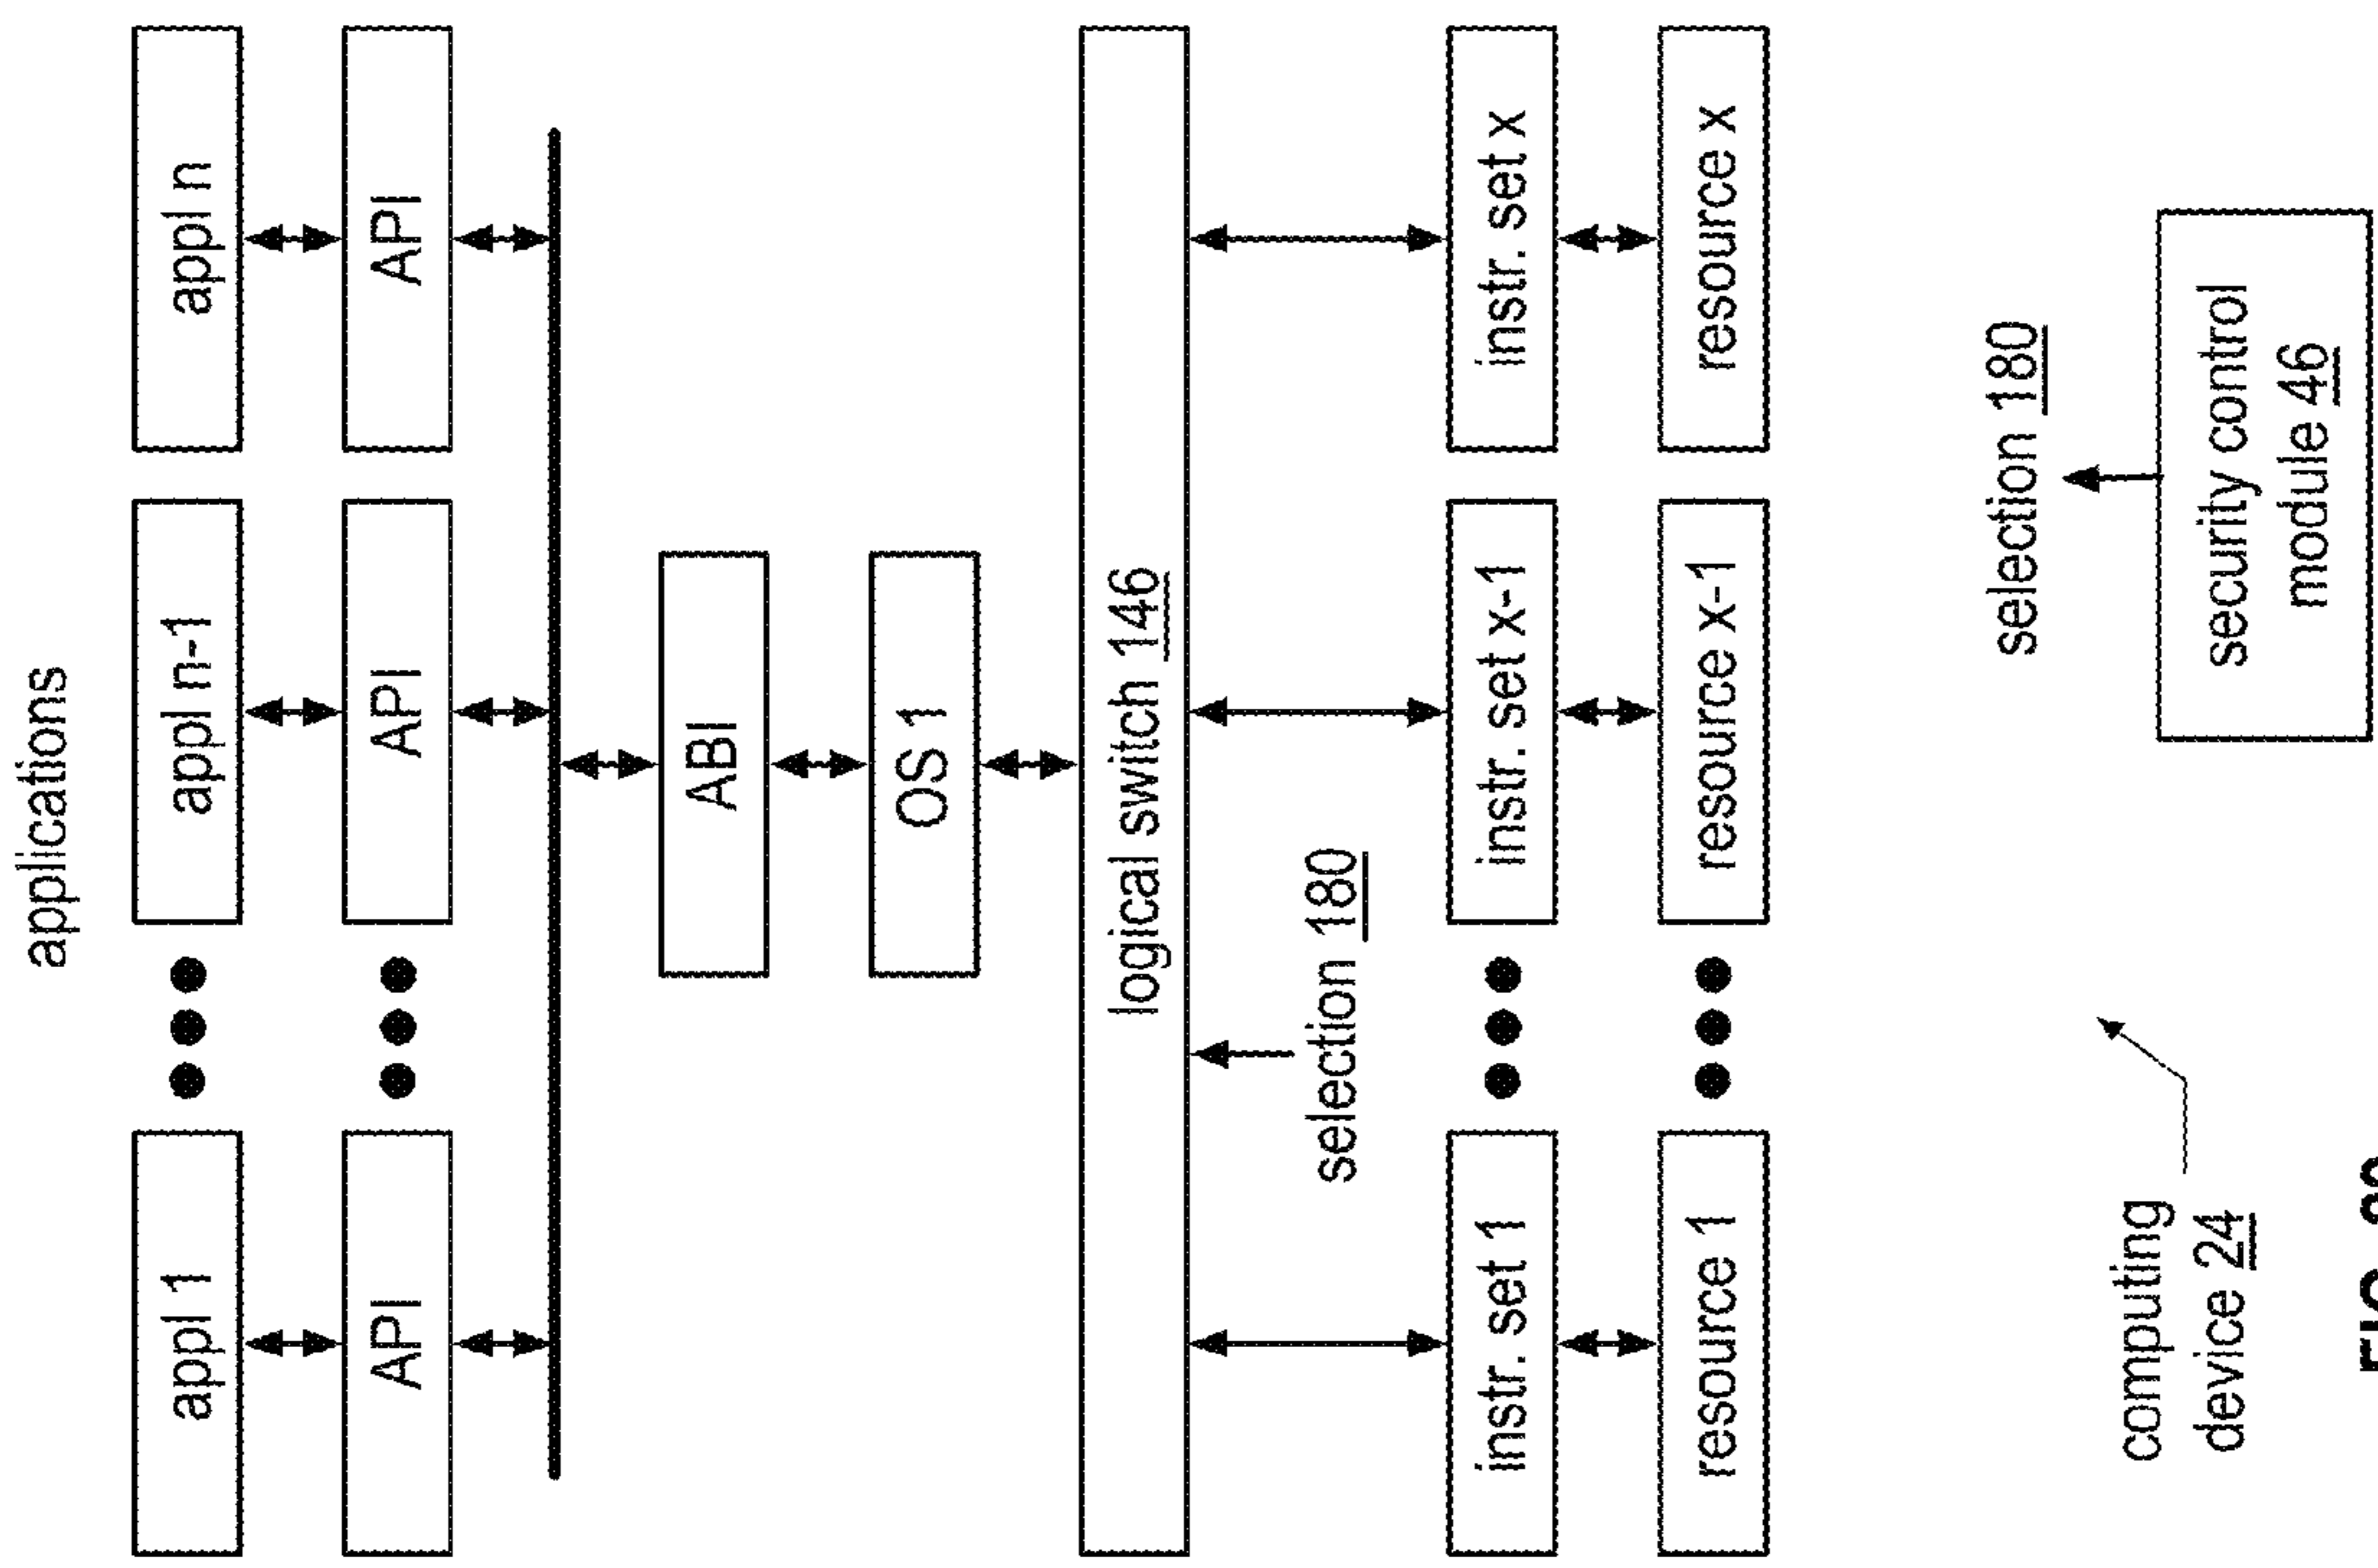 applications
appl 1
appl n-1
appl n
API
API
API
ABI
OS 1
logical switch 146
selection 180
instr. set 1
instr. set x-1
instr. set x
resource 1
resource x-1
resource x
selection 180
computing
device 24
security control
module 46